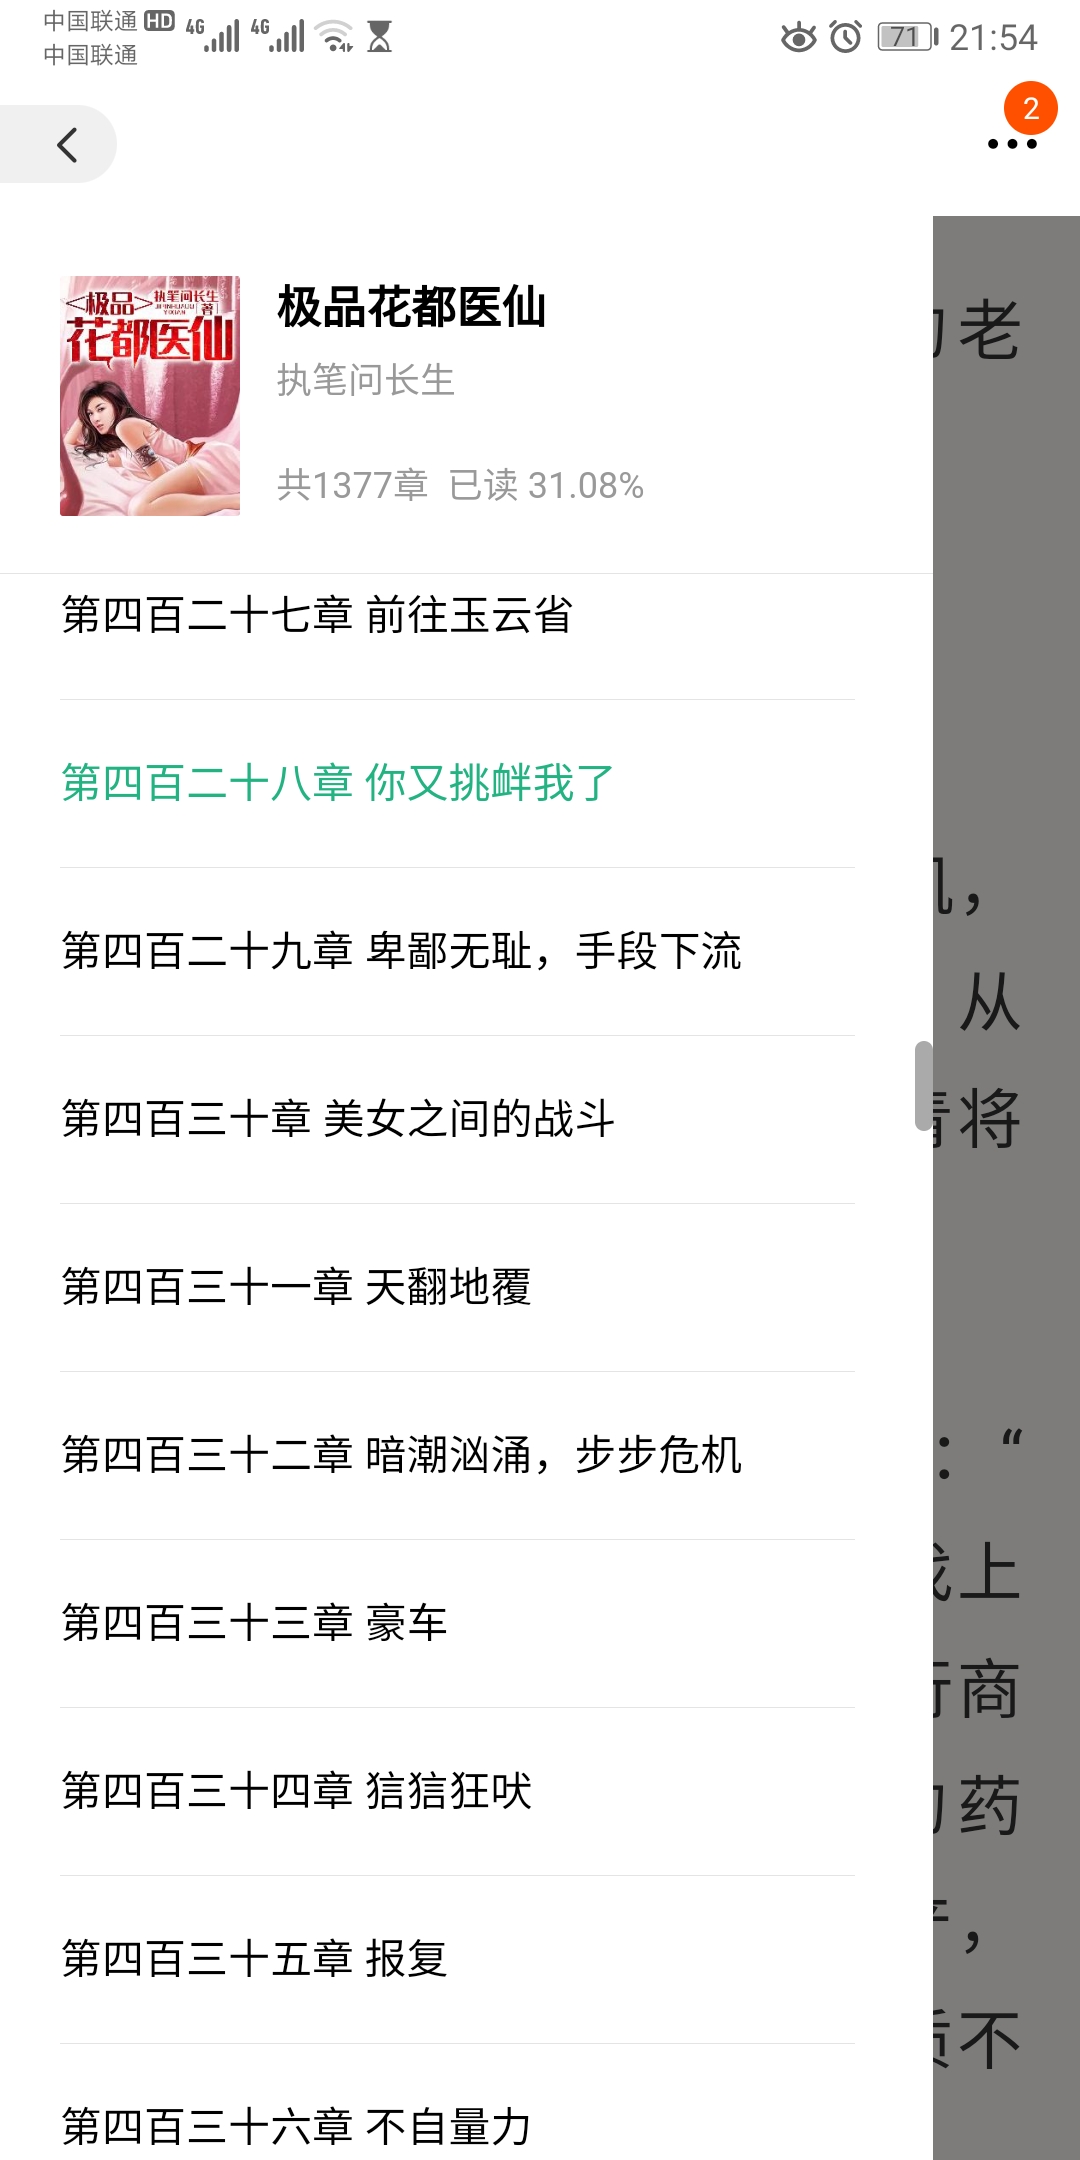 中国联通 HD 4G 4G 71 21:54
中国联通
2
<极品> 执笔问长生 著
JIPINHUADU
YIXIAN
花都医仙
极品花都医仙
执笔问长生
共1377章 已读 31.08%
第四百二十七章 前往玉云省
第四百二十八章 你又挑衅我了
第四百二十九章 卑鄙无耻，手段下流
第四百三十章 美女之间的战斗
第四百三十一章 天翻地覆
第四百三十二章 暗潮汹涌，步步危机
第四百三十三章 豪车
第四百三十四章 狺狺狂吠
第四百三十五章 报复
第四百三十六章 不自量力
老
，
从
将
：“
上
商
药
，
不